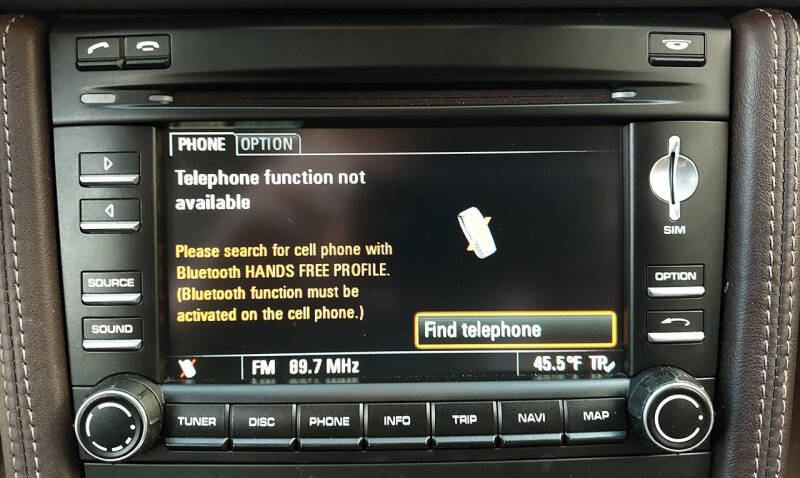 PHONE OPTION
Telephone function not
available
Please search for cell phone with
Bluetooth HANDS FREE PROFILE.
(Bluetooth function must be
activated on the cell phone.)
Find telephone
FM 89.7 MHz 45.5°F TR
SOURCE
SOUND
SIM
OPTION
TUNER DISC PHONE INFO TRIP NAVI MAP